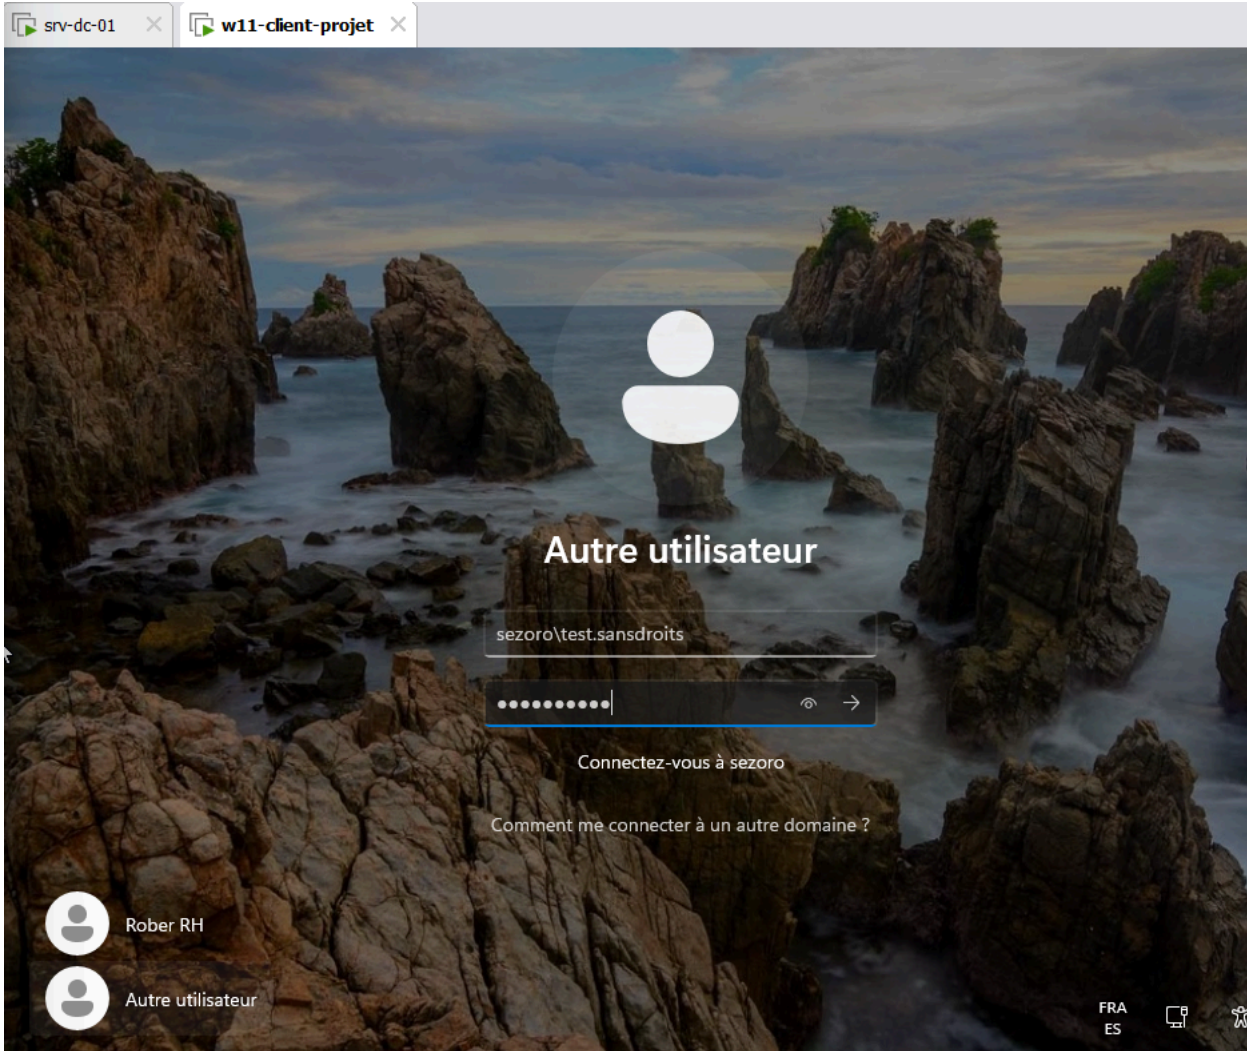 srv-dc-01
w11-client-projet
Autre utilisateur
sezoro\test.sansdroits
Connectez-vous à sezoro
Comment me connecter à un autre domaine ?
Rober RH
Autre utilisateur
FRA
ES